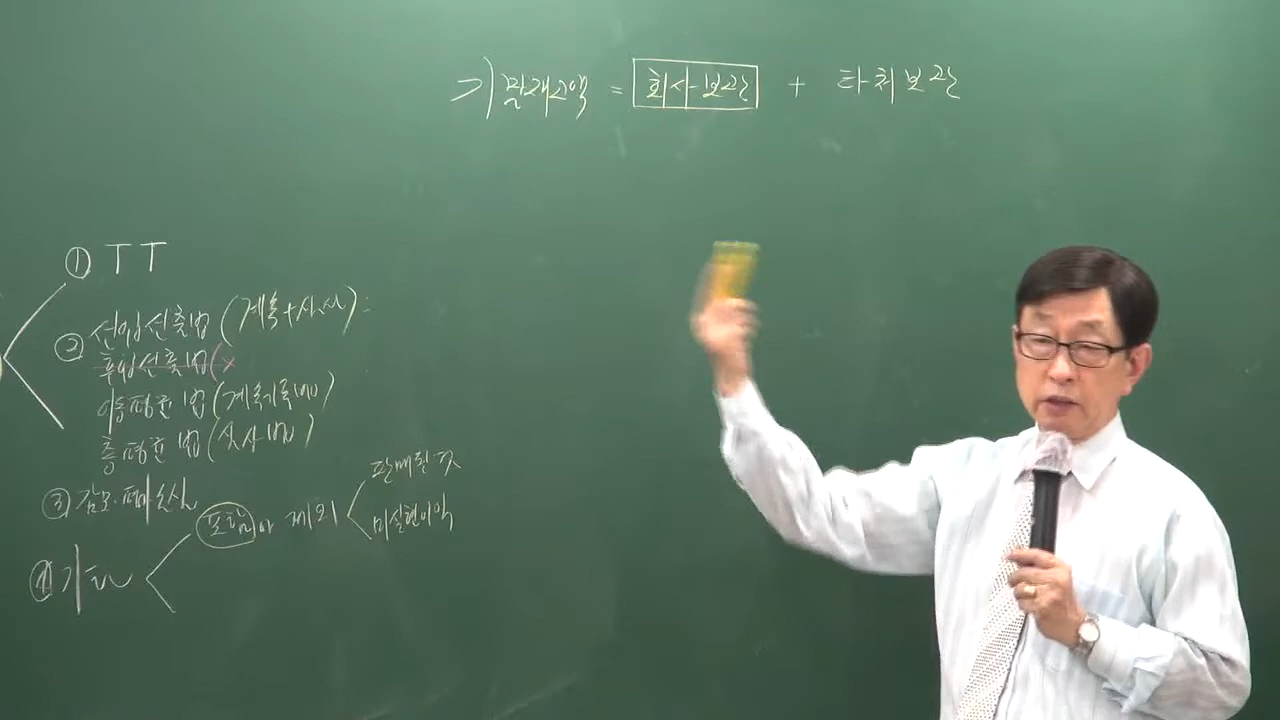 기말재고액 = 회사보관 + 타처보관
① T T
② 선입선출법 (계속+실사) :
후입선출법 (x
이동평균법 (계속기록법)
총평균법 (실사법)
③ 감모·평가손실
④ 기타
포함 제외
판매된 것
미실현이익